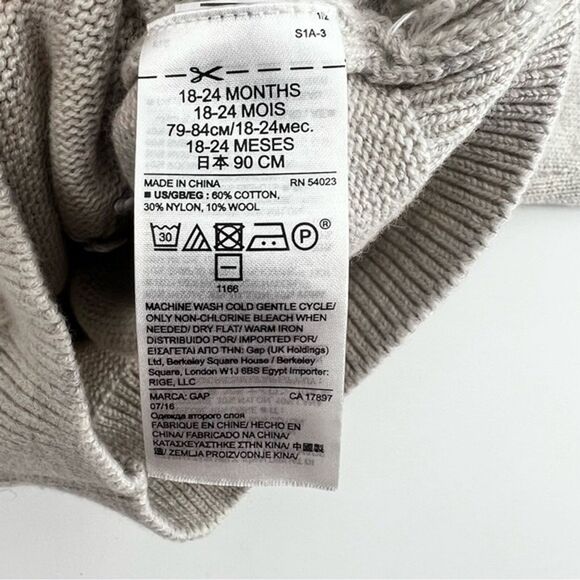 1/2
S1A-3
18-24 MONTHS
18-24 MOIS
79-84см/18-24мес.
18-24 MESES
日本 90 CM
MADE IN CHINA RN 54023
■ US/GB/EG : 60% COTTON,
30% NYLON, 10% WOOL
30 P ®
1166
MACHINE WASH COLD GENTLE CYCLE/
ONLY NON-CHLORINE BLEACH WHEN
NEEDED/ DRY FLAT/ WARM IRON
DISTRIBUIDO POR/ IMPORTED FOR/
ΕΙΣΑΓΕΤΑΙ ΑΠΟ ΤΗΝ: Gap (UK Holdings)
Ltd, Berkeley Square House / Berkeley
Square, London W1J 6BS Egypt Importer:
RIGE, LLC
MARCA: GAP CA 17897
07/16
Одежда второго слоя
FABRIQUE EN CHINE/ HECHO EN
CHINA/ FABRICADO NA CHINA/
ΚΑΤΑΣΚΕΥΑΣΤΗΚΕ ΣΤΗΝ ΚΙΝΑ/ 中國製
造/ ZEMLJA PROIZVODNJE KINA/